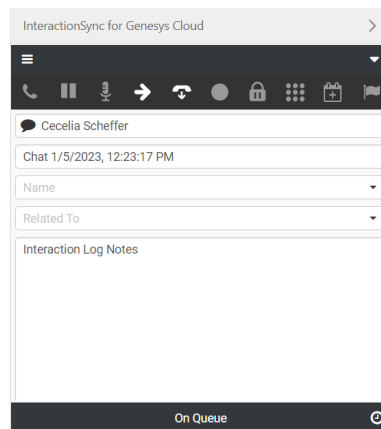 InteractionSync for Genesys Cloud
Cecelia Scheffer
Chat 1/5/2023, 12:23:17 PM
Name
Related To
Interaction Log Notes
On Queue